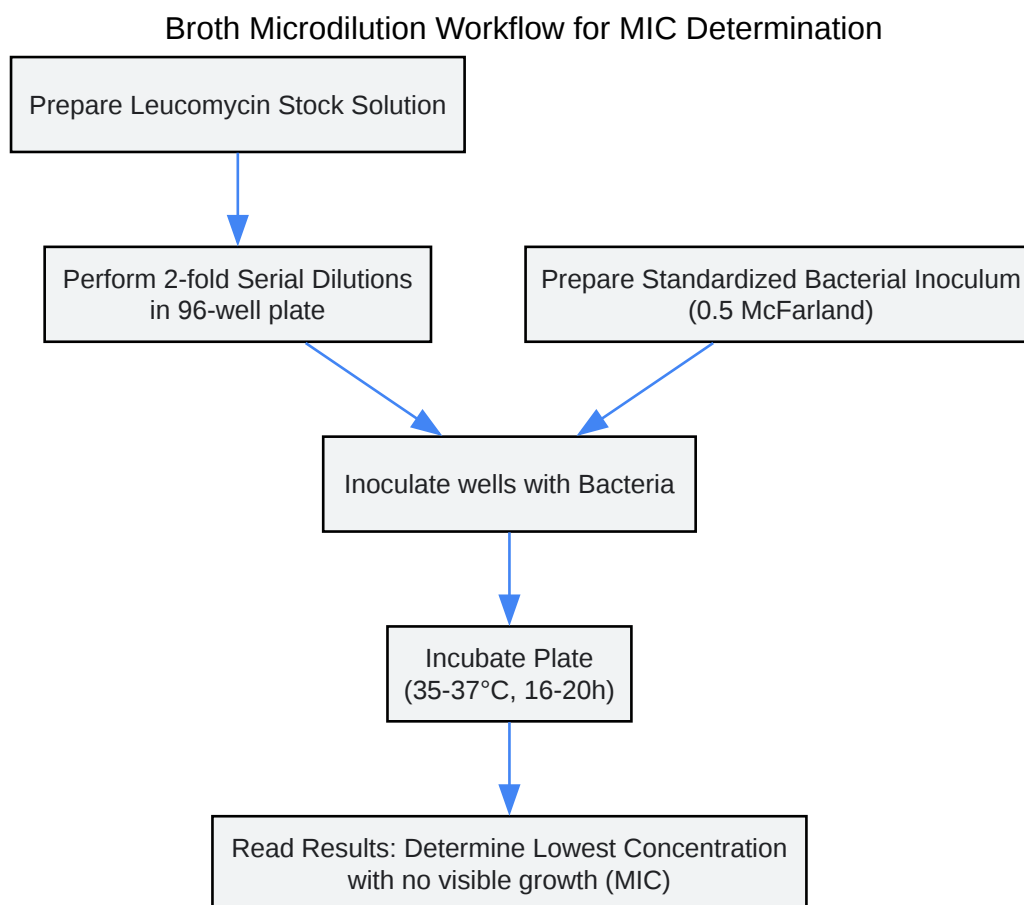 Broth Microdilution Workflow for MIC Determination
Prepare Leucomycin Stock Solution
Perform 2-fold Serial Dilutions
in 96-well plate
Prepare Standardized Bacterial Inoculum
(0.5 McFarland)
Inoculate wells with Bacteria
Incubate Plate
(35-37°C, 16-20h)
Read Results: Determine Lowest Concentration
with no visible growth (MIC)